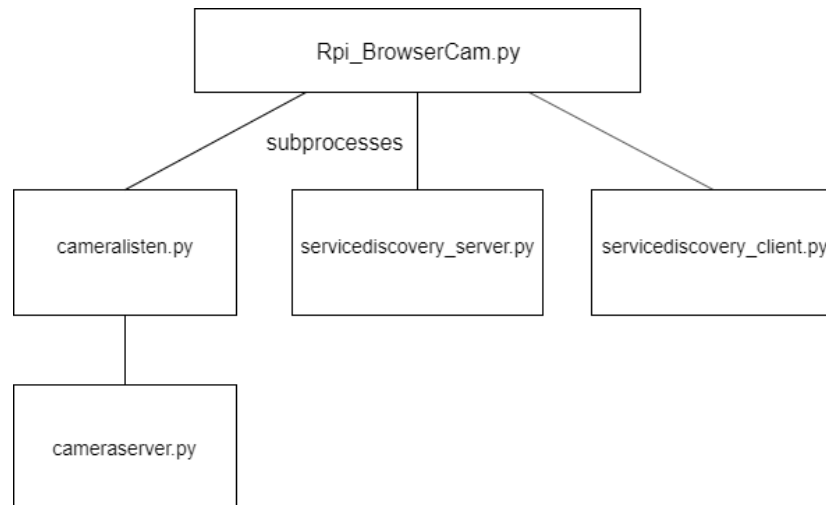 Rpi_BrowserCam.py
subprocesses
cameralisten.py
servicediscovery_server.py
servicediscovery_client.py
cameraserver.py